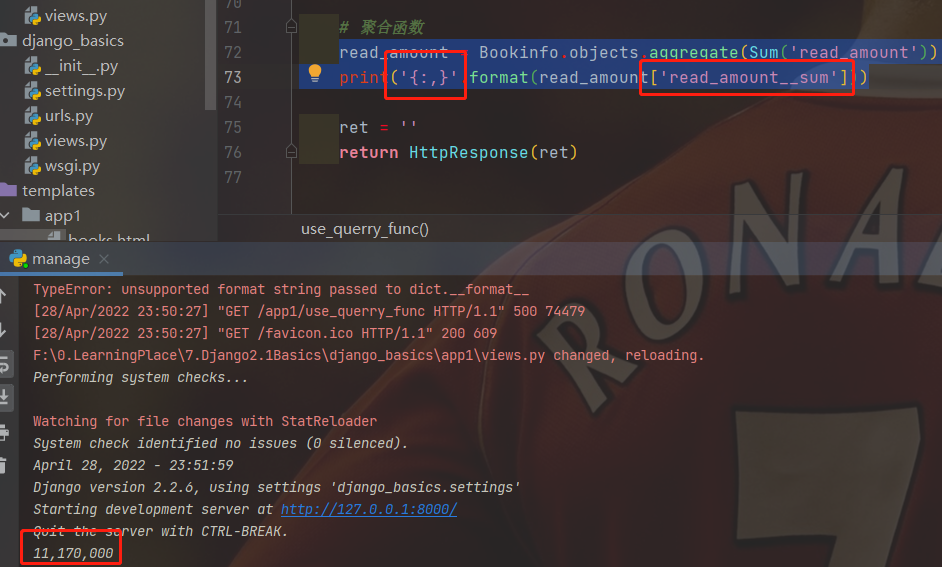 views.py
django_basics
__init__.py
settings.py
urls.py
views.py
wsgi.py
templates
app1
books.html
70
71 # 聚合函数
72 read_amount = Bookinfo.objects.aggregate(Sum('read_amount'))
73 print('{:,}'.format(read_amount['read_amount__sum']))
74
75 ret = ''
76 return HttpResponse(ret)
77
use_querry_func()
manage
TypeError: unsupported format string passed to dict.__format__
[28/Apr/2022 23:50:27] "GET /app1/use_querry_func HTTP/1.1" 500 74479
[28/Apr/2022 23:50:27] "GET /favicon.ico HTTP/1.1" 200 609
F:\0.LearningPlace\7.Django2.1Basics\django_basics\app1\views.py changed, reloading.
Performing system checks...
Watching for file changes with StatReloader
System check identified no issues (0 silenced).
April 28, 2022 - 23:51:59
Django version 2.2.6, using settings 'django_basics.settings'
Starting development server at http://127.0.0.1:8000/
Quit the server with CTRL-BREAK.
11,170,000
RONAL
7